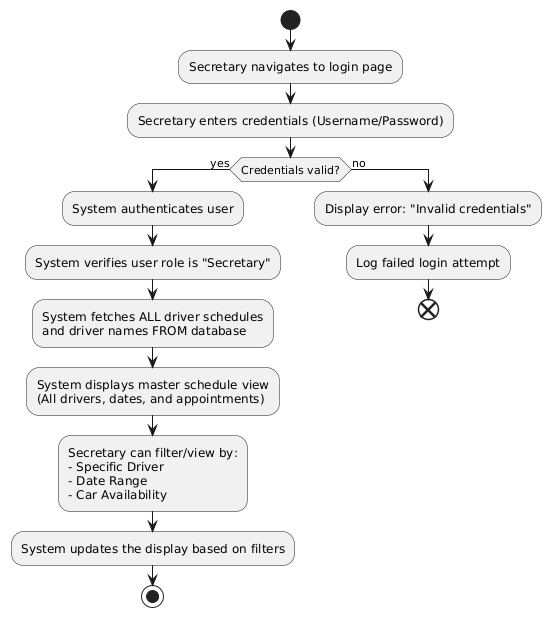 Secretary navigates to login page
Secretary enters credentials (Username/Password)
Credentials valid?
yes
no
System authenticates user
System verifies user role is "Secretary"
System fetches ALL driver schedules
and driver names FROM database
System displays master schedule view
(All drivers, dates, and appointments)
Secretary can filter/view by:
- Specific Driver
- Date Range
- Car Availability
System updates the display based on filters
Display error: "Invalid credentials"
Log failed login attempt